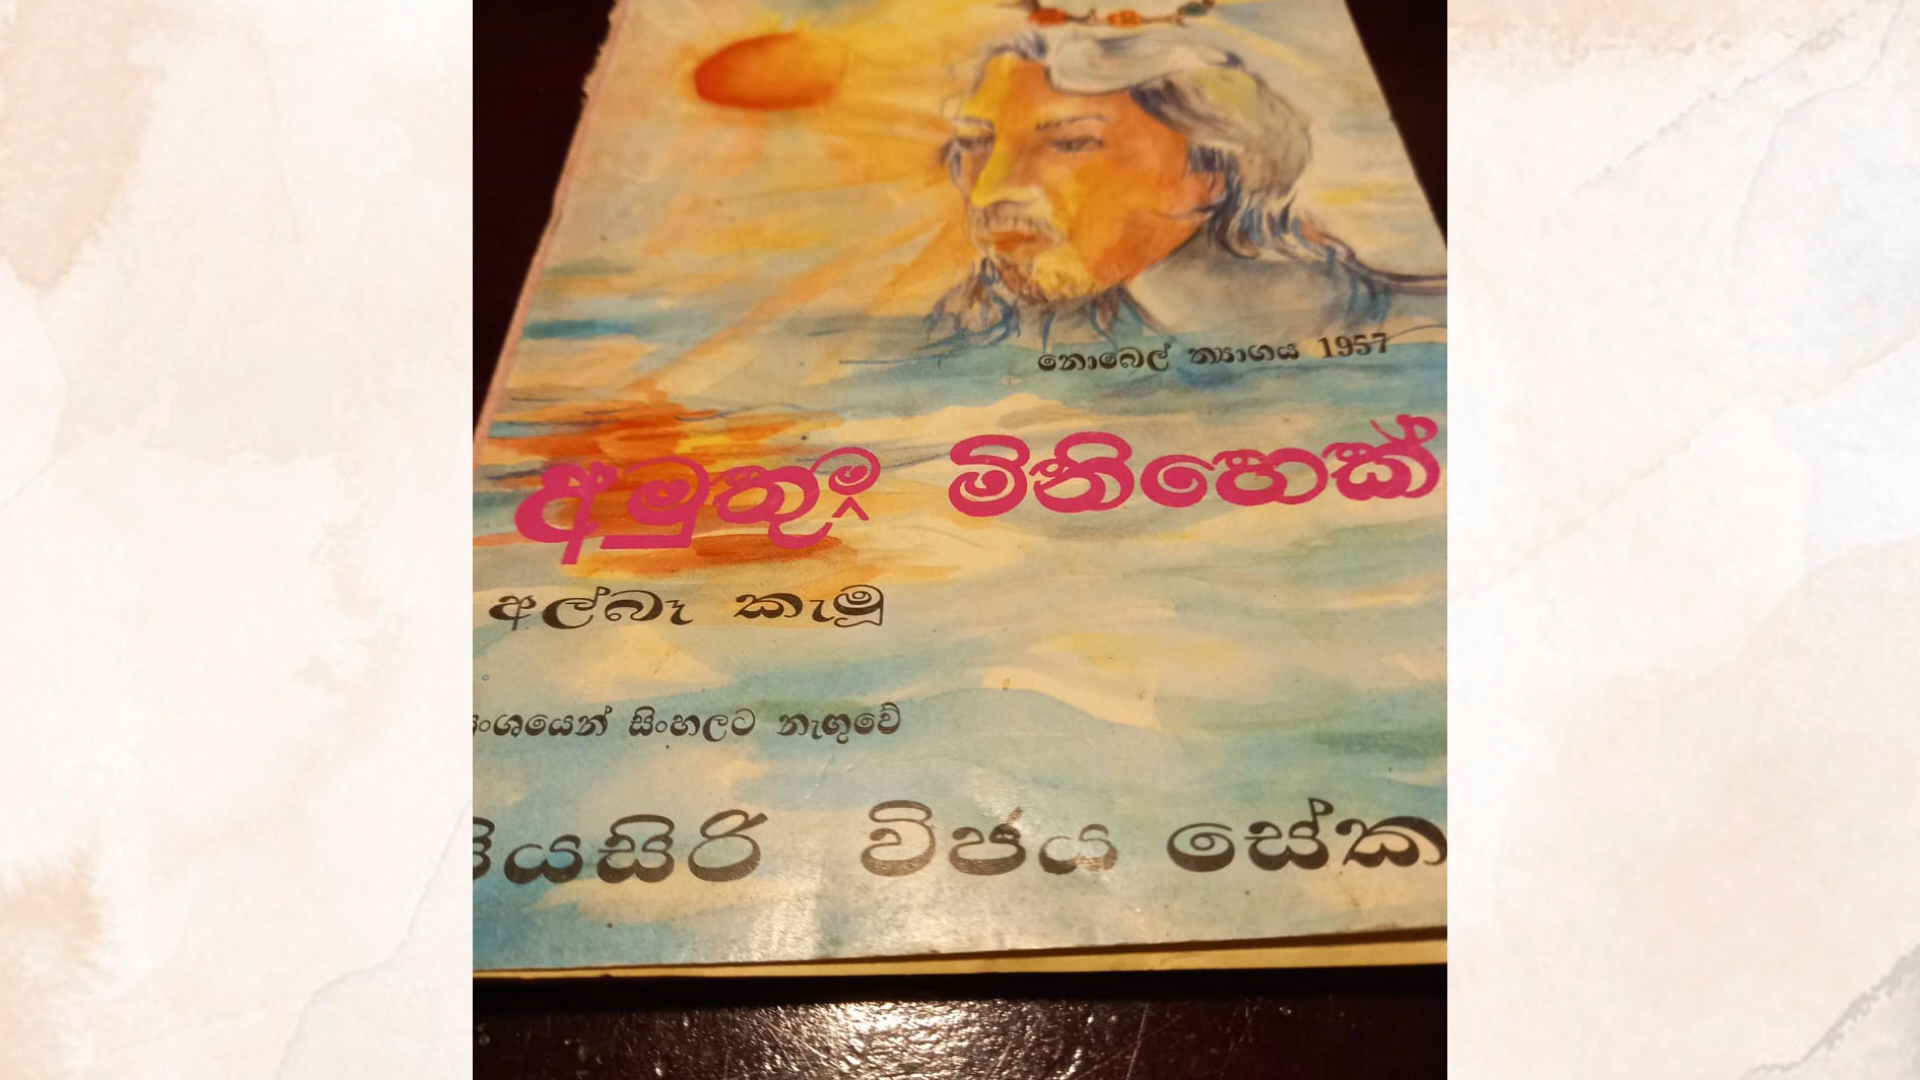 නොබෙල් ත්‍යාගය 1957
අමුතුම මිනිහෙක්
අල්බෑ කැමූ
සිංහලට නැඟුවේ
විජය සේක